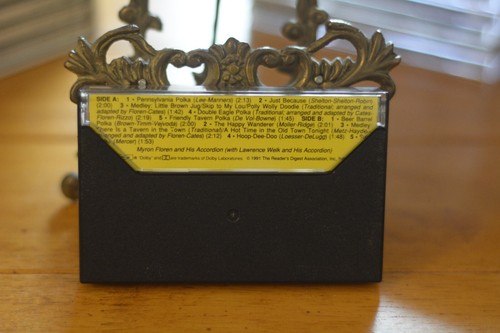 SIDE A: 1 • Pennsylvania Polka (Lee-Manners) (2:13) 2 • Just Because (Shelton-Shelton-Robin)
(2:00) 3 • Medley: Little Brown Jug/Skip to My Lou/Polly Wolly Doodle (Traditional; arranged and
adapted by Floren-Cates) (1:42) 4 • Double Eagle Polka (Traditional; arranged and adapted by Cates-
Floren-Rizzo) (2:19) 5 • Friendly Tavern Polka (De Vol-Bowne) (1:45) SIDE B: 1 • Beer Barrel
Polka (Brown-Timm-Vejvoda) (2:00) 2 • The Happy Wanderer (Moller-Ridge) (2:01) 3 • Medley:
There Is a Tavern in the Town (Traditional)/A Hot Time in the Old Town Tonight (Metz-Hayden;
arranged and adapted by Floren-Cates) (2:12) 4 • Hoop-Dee-Doo (Loesser-DeLugg) (1:46) 5 •
(Mercer) (1:53)
Myron Floren and His Accordion (with Lawrence Welk and His Accordion)
"Dolby" and are trademarks of Dolby Laboratories. © 1981 The Reader's Digest Association, Inc.